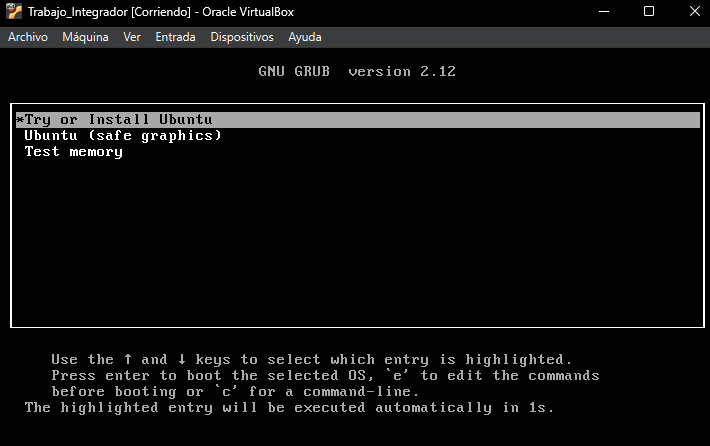 Trabajo_Integrador [Corriendo] - Oracle VirtualBox
Archivo Máquina Ver Entrada Dispositivos Ayuda
GNU GRUB version 2.12
*Try or Install Ubuntu
Ubuntu (safe graphics)
Test memory
Use the ↑ and ↓ keys to select which entry is highlighted.
Press enter to boot the selected OS, `e' to edit the commands
before booting or `c' for a command-line.
The highlighted entry will be executed automatically in 1s.